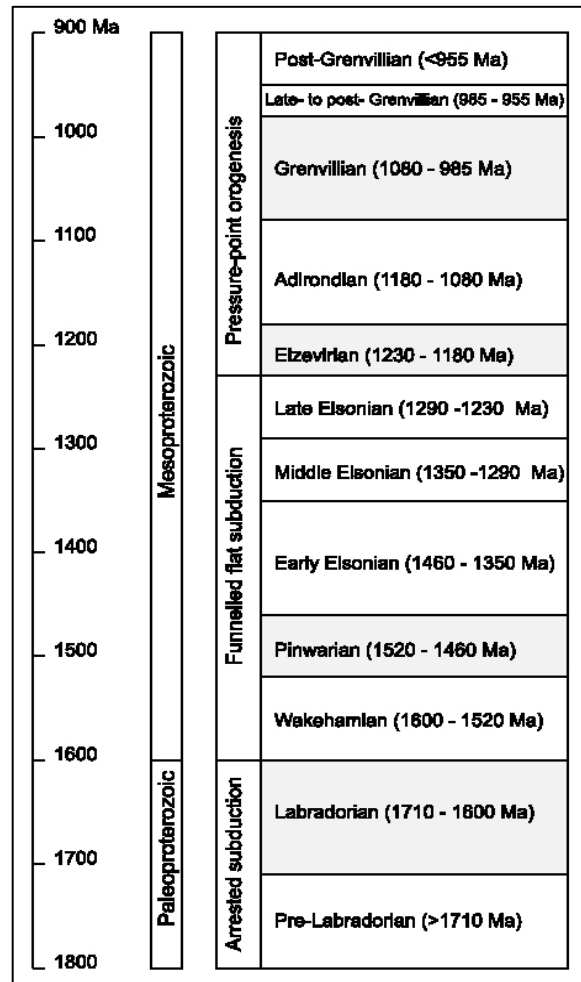 900 Ma
1000
1100
1200
1300
1400
1500
1600
1700
1800
Mesoproterozoic
Paleoproterozoic
Pressure-point orogenesis
Funnelled flat subduction
Arrested subduction
Post-Grenvillian (<955 Ma)
Late- to post- Grenvillian (985 - 955 Ma)
Grenvillian (1080 - 985 Ma)
Adirondian (1180 - 1080 Ma)
Elzevirian (1230 - 1180 Ma)
Late Elsonian (1290 -1230 Ma)
Middle Elsonian (1350 -1290 Ma)
Early Elsonian (1460 - 1350 Ma)
Pinwarian (1520 - 1460 Ma)
Wakehamian (1600 - 1520 Ma)
Labradorian (1710 - 1600 Ma)
Pre-Labradorian (>1710 Ma)